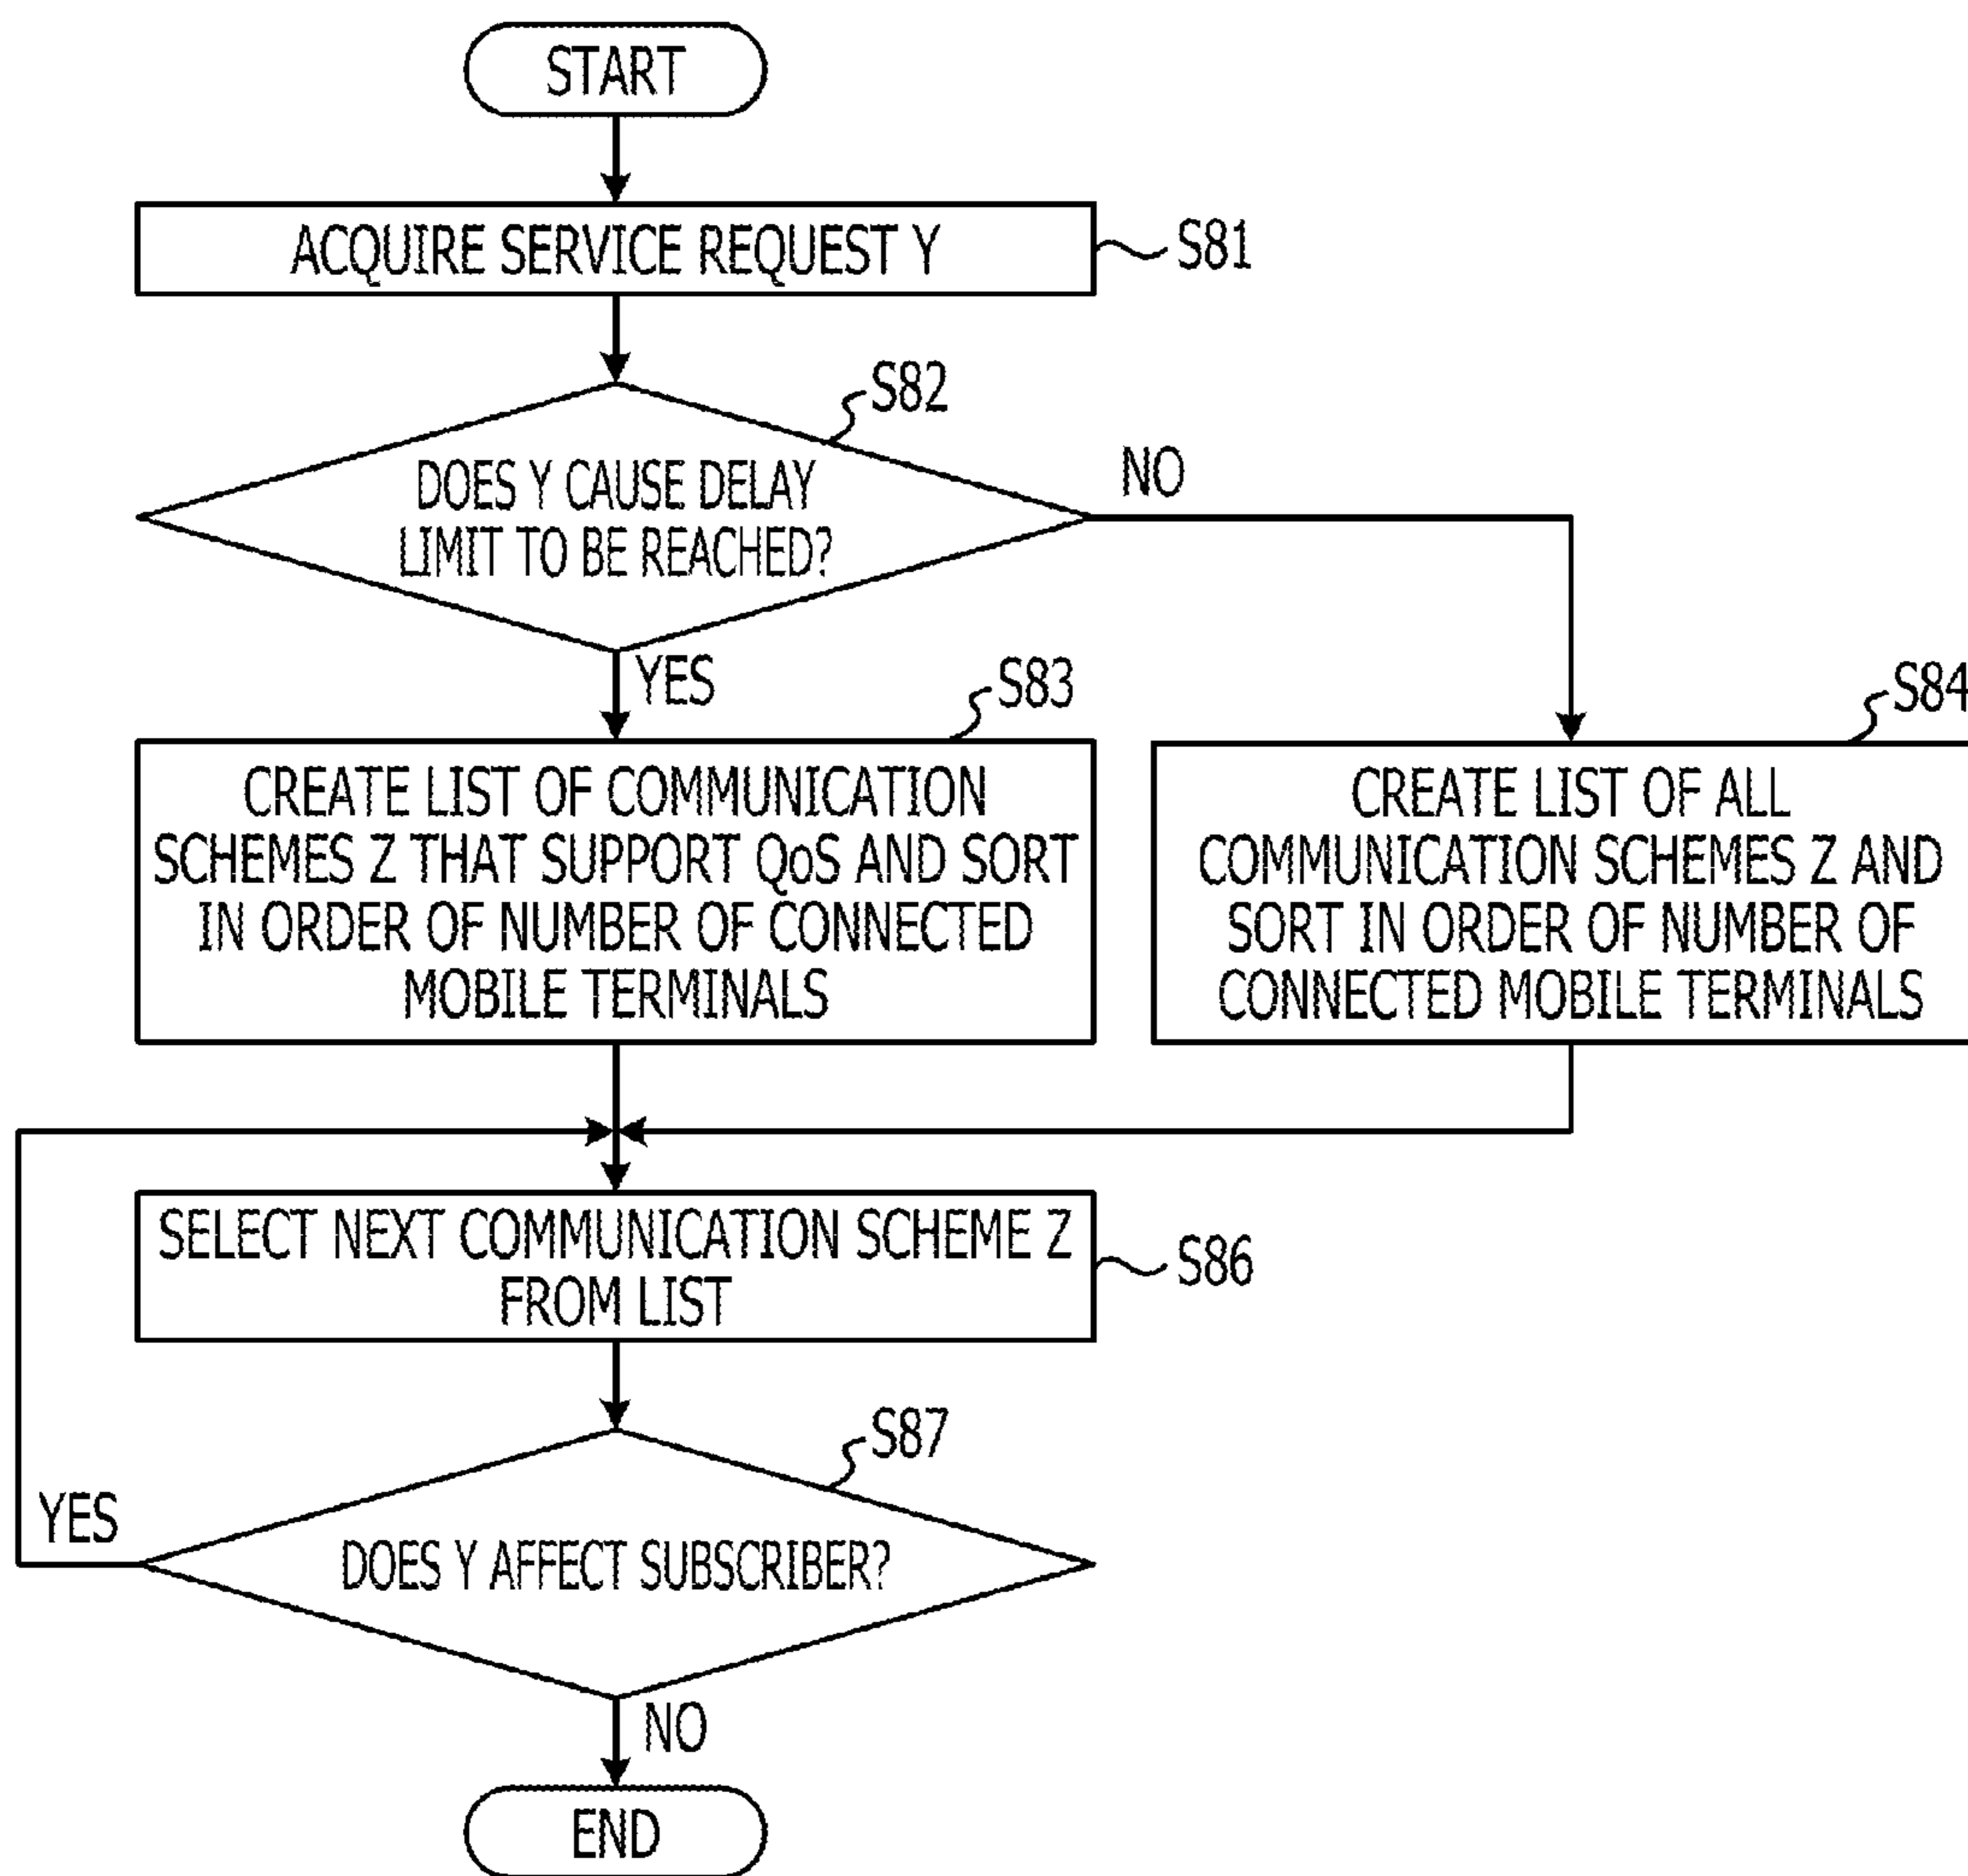 START
ACQUIRE SERVICE REQUEST Y
S81
S82
DOES Y CAUSE DELAY
LIMIT TO BE REACHED?
NO
YES
S83
CREATE LIST OF COMMUNICATION
SCHEMES Z THAT SUPPORT QoS AND SORT
IN ORDER OF NUMBER OF CONNECTED
MOBILE TERMINALS
S84
CREATE LIST OF ALL
COMMUNICATION SCHEMES Z AND
SORT IN ORDER OF NUMBER OF
CONNECTED MOBILE TERMINALS
SELECT NEXT COMMUNICATION SCHEME Z
FROM LIST
S86
S87
YES
DOES Y AFFECT SUBSCRIBER?
NO
END